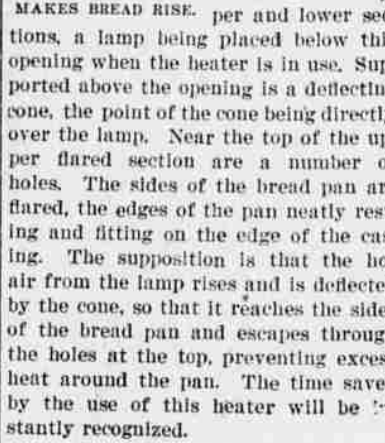 MAKES BREAD RISE. per and lower sec
tions, a lamp being placed below thi
opening when the heater is in use. Sup
ported above the opening is a deflectin
cone, the point of the cone being directl
over the lamp. Near the top of the up
per flared section are a number o
holes. The sides of the bread pan ar
flared, the edges of the pan neatly rest
ing and fitting on the edge of the cas
ing. The supposition is that the ho
air from the lamp rises and is deflecte
by the cone, so that it reaches the side
of the bread pan and escapes throug
the holes at the top, preventing exces
heat around the pan. The time save
by the use of this heater will be
stantly recognized.